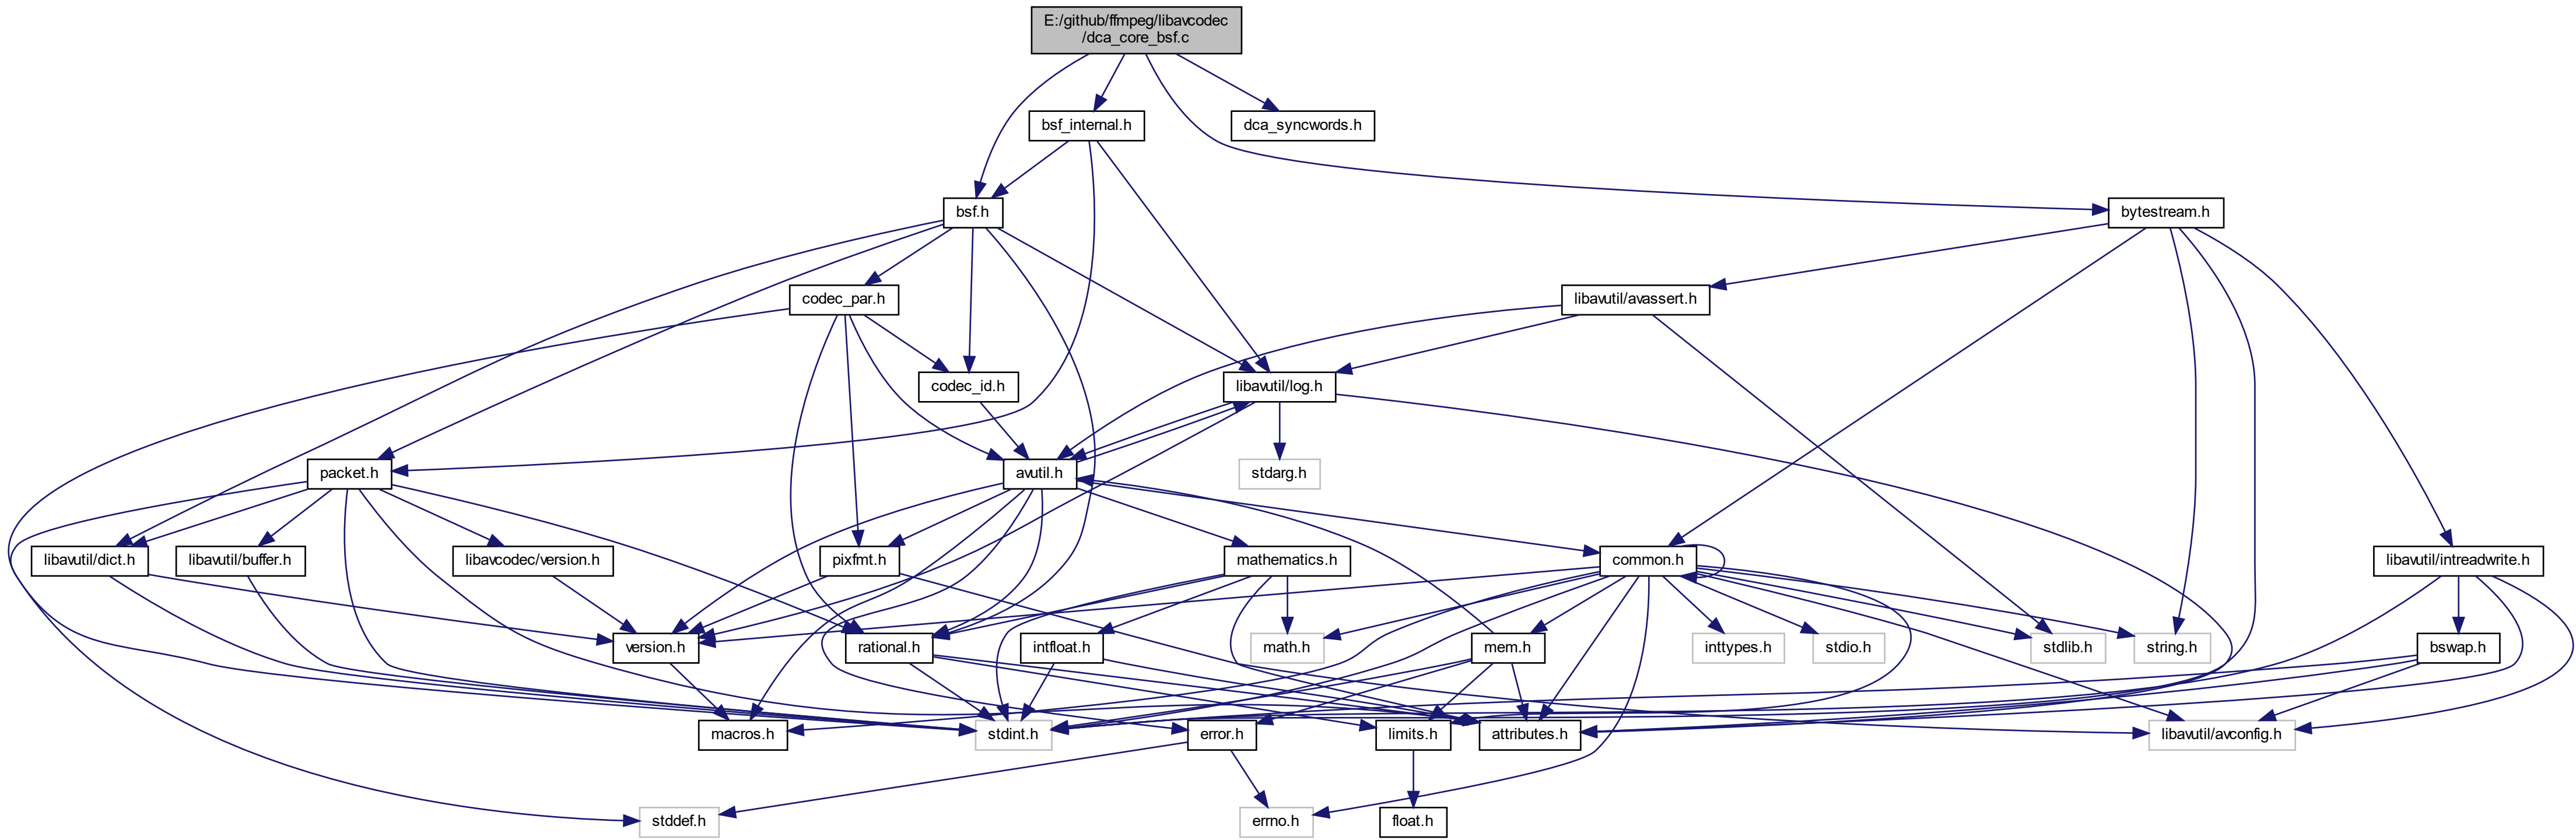 E:/github/ffmpeg/libavcodec
/dca_core_bsf.c
bsf_internal.h
dca_syncwords.h
bsf.h
bytestream.h
codec_par.h
libavutil/avassert.h
codec_id.h
libavutil/log.h
packet.h
avutil.h
stdarg.h
libavutil/dict.h
libavutil/buffer.h
libavcodec/version.h
pixfmt.h
mathematics.h
common.h
libavutil/intreadwrite.h
version.h
rational.h
intfloat.h
math.h
mem.h
inttypes.h
stdio.h
stdlib.h
string.h
bswap.h
macros.h
stdint.h
error.h
limits.h
attributes.h
libavutil/avconfig.h
stddef.h
errno.h
float.h